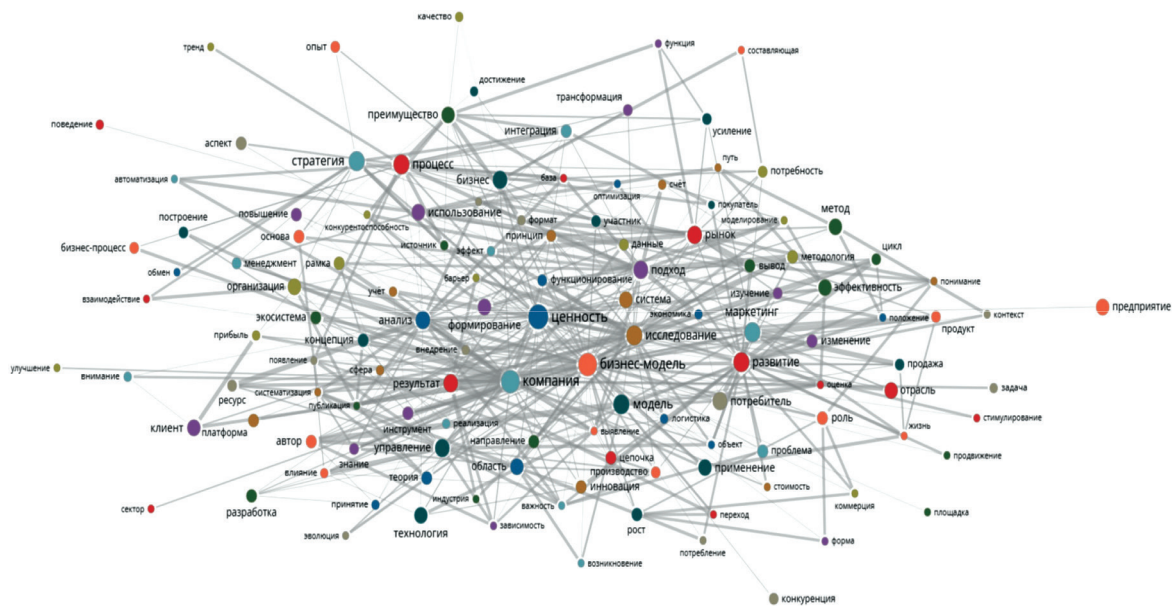 качество
тренд
опыт
функция
составляющая
достижение
трансформация
преимущество
поведение
интеграция
усиление
аспект
стратегия
процесс
бизнес
база
путь
счёт
потребность
автоматизация
оптимизация
покупатель
построение
повышение
использование
формат
участник
моделирование
метод
конкурентоспособность
бизнес-процесс
основа
источник
эффект
принцип
данные
рынок
цикл
обмен
менеджмент
рамка
барьер
функционирование
подход
вывод
методология
взаимодействие
организация
учёт
система
изучение
эффективность
понимание
экосистема
анализ
формирование
ценность
экономика
маркетинг
положение
продукт
контекст
предприятие
прибыль
концепция
внедрение
исследование
изменение
улучшение
внимание
появление
сфера
бизнес-модель
развитие
продажа
ресурс
систематизация
результат
компания
оценка
отрасль
задача
публикация
модель
потребитель
клиент
платформа
инструмент
реализация
логистика
роль
стимулирование
автор
управление
направление
выявление
жизнь
знание
объект
проблема
продвижение
влияние
теория
область
цепочка
производство
применение
сектор
разработка
принятие
индустрия
важность
инновация
стоимость
коммерция
площадка
эволюция
технология
зависимость
рост
переход
потребление
форма
возникновение
конкуренция